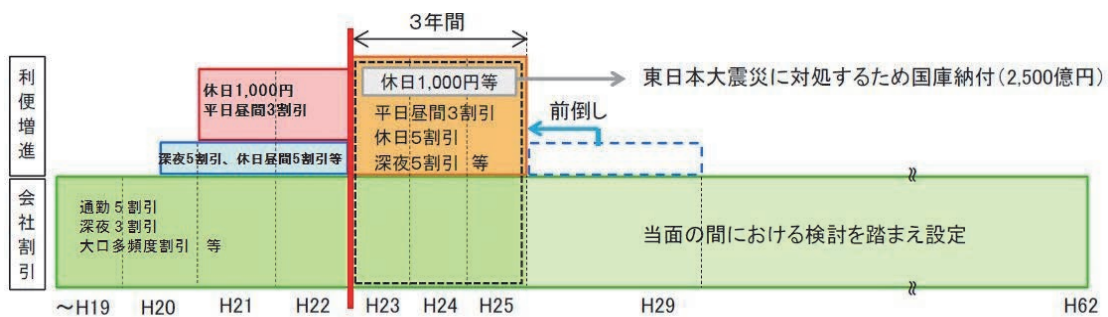 3年間
利便増進
休日1,000円
平日昼間3割引
深夜5割引、休日昼間5割引等
休日1,000円等
平日昼間3割引
休日5割引
深夜5割引 等
東日本大震災に対処するため国庫納付(2,500億円)
前倒し
会社割引
通勤5割引
深夜3割引
大口多頻度割引 等
当面の間における検討を踏まえ設定
～H19 H20 H21 H22 H23 H24 H25 H29 H62